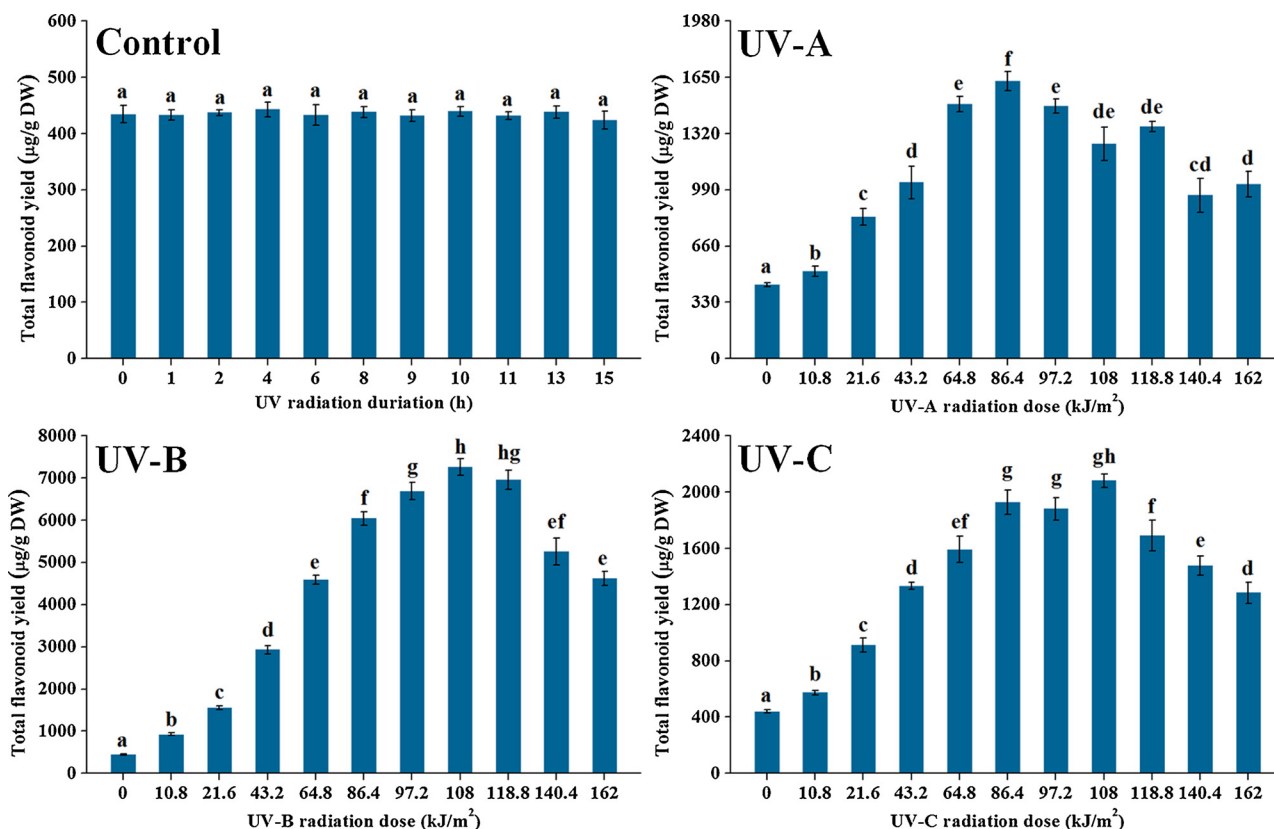 Control
Total flavonoid yield (μg/g DW)
600
500
400
300
200
100
0
a a a a a a a a a a a
0 1 2 4 6 8 9 10 11 13 15
UV radiation duriation (h)
UV-A
Total flavonoid yield (μg/g DW)
1980
1650
1320
990
660
330
0
a b c d e f e de de cd d
0 10.8 21.6 43.2 64.8 86.4 97.2 108 118.8 140.4 162
UV-A radiation dose (kJ/m²)
UV-B
Total flavonoid yield (μg/g DW)
8000
7000
6000
5000
4000
3000
2000
1000
0
a b c d e f g h hg ef e
0 10.8 21.6 43.2 64.8 86.4 97.2 108 118.8 140.4 162
UV-B radiation dose (kJ/m²)
UV-C
Total flavonoid yield (μg/g DW)
2400
2000
1600
1200
800
400
0
a b c d ef g g gh f e d
0 10.8 21.6 43.2 64.8 86.4 97.2 108 118.8 140.4 162
UV-C radiation dose (kJ/m²)